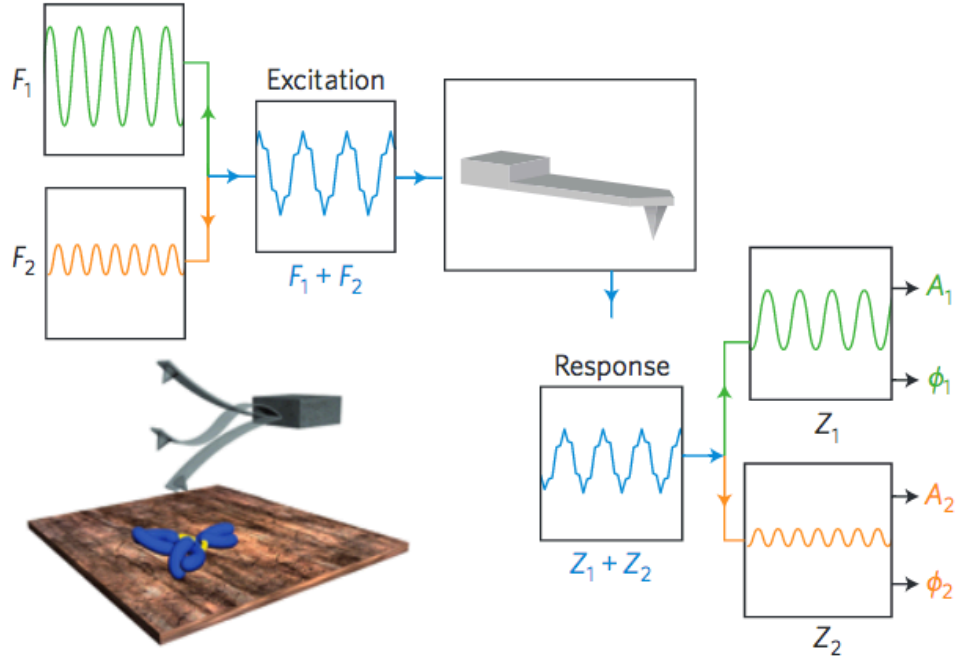 F₁
Excitation
F₂
F₁ + F₂
A₁
Response
ϕ₁
Z₁
A₂
Z₁ + Z₂
ϕ₂
Z₂